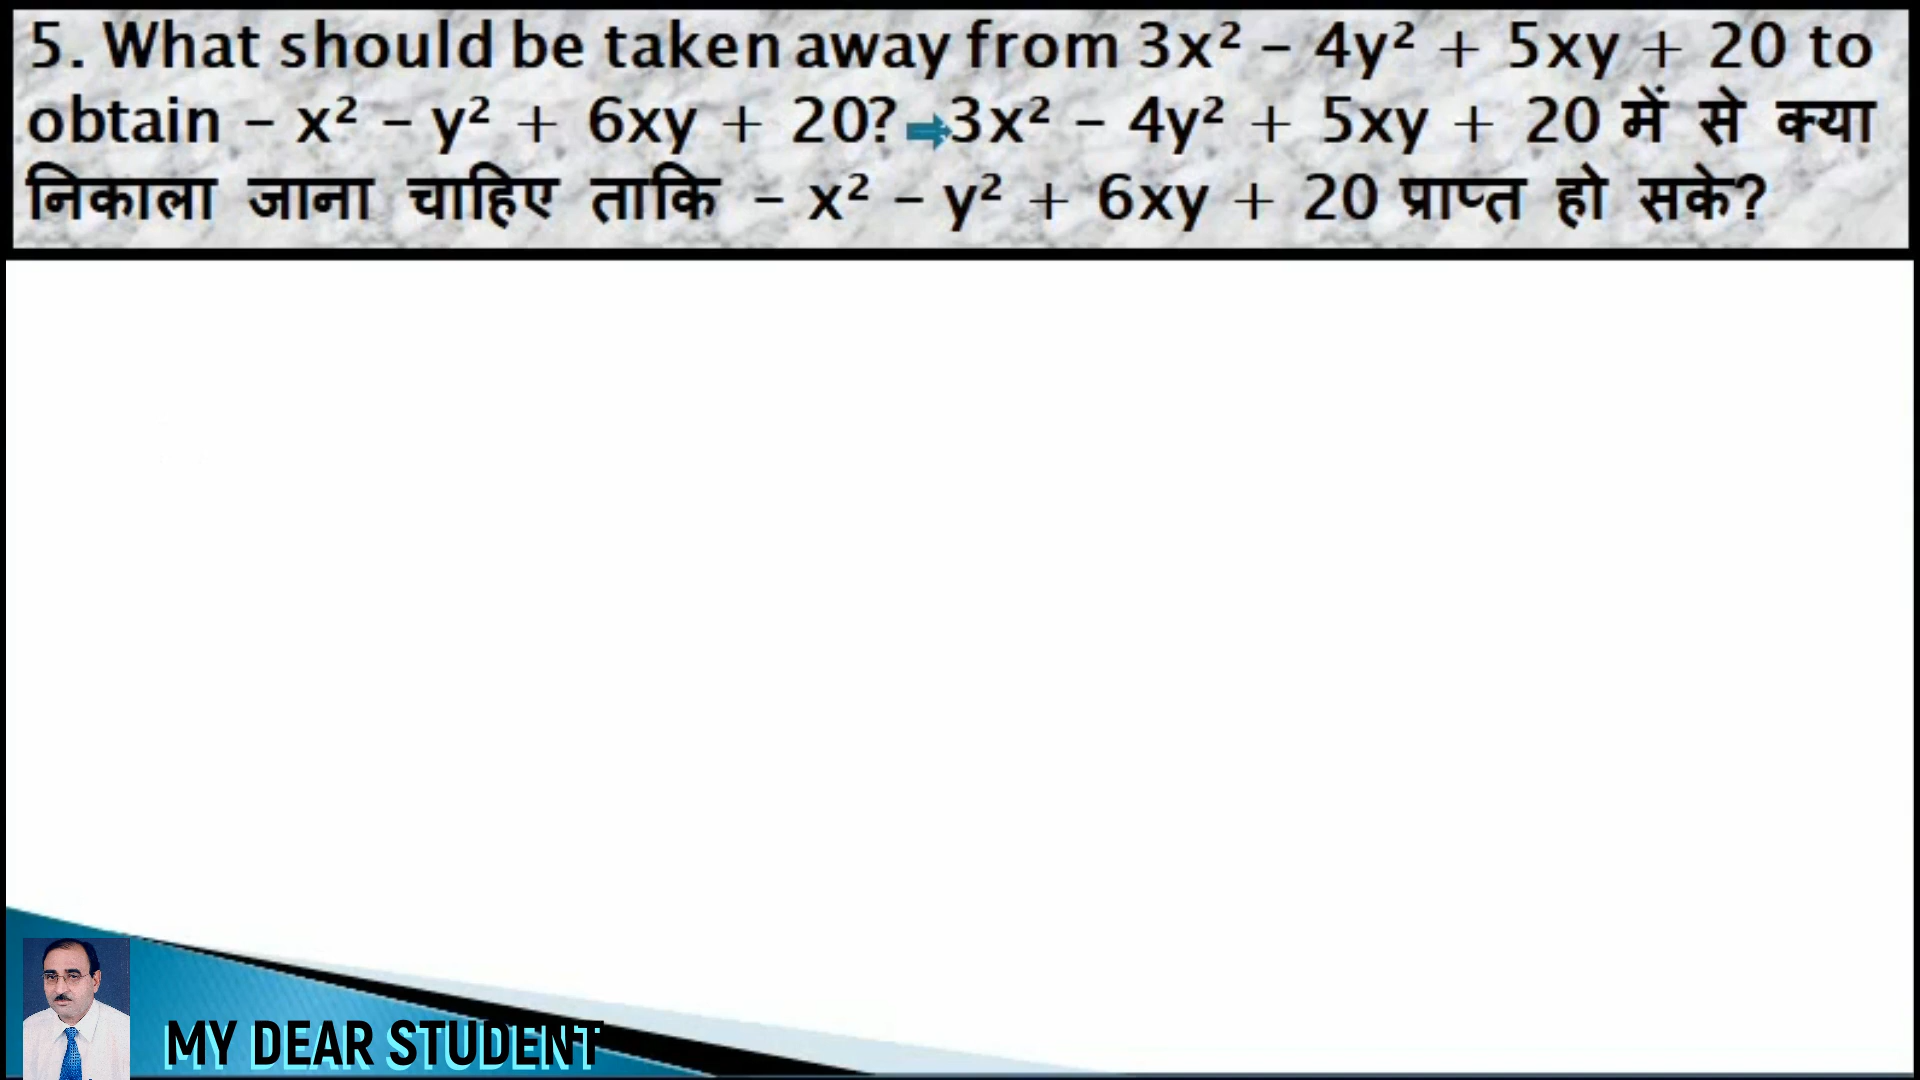 5. What should be taken away from 3x² – 4y² + 5xy + 20 to
obtain – x² – y² + 6xy + 20? ➡3x² – 4y² + 5xy + 20 में से क्या
निकाला जाना चाहिए ताकि – x² – y² + 6xy + 20 प्राप्त हो सके?
MY DEAR STUDENT